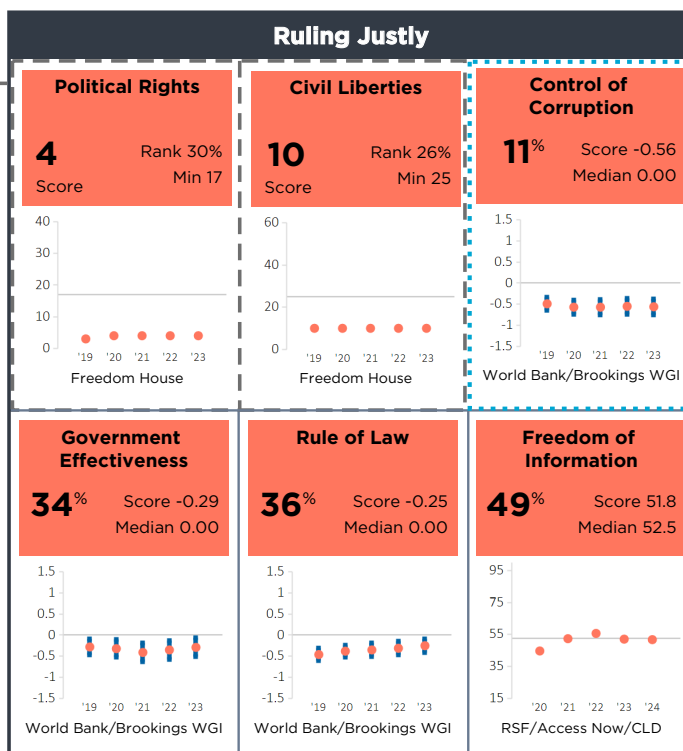 Ruling Justly
Political Rights
4
Score
Rank 30%
Min 17
40
30
20
10
0
'19 '20 '21 '22 '23
Freedom House
Civil Liberties
10
Score
Rank 26%
Min 25
60
40
20
0
'19 '20 '21 '22 '23
Freedom House
Control of
Corruption
11%
Score -0.56
Median 0.00
1.5
1
0.5
0
-0.5
-1
-1.5
'19 '20 '21 '22 '23
World Bank/Brookings WGI
Government
Effectiveness
34%
Score -0.29
Median 0.00
1.5
1
0.5
0
-0.5
-1
-1.5
'19 '20 '21 '22 '23
World Bank/Brookings WGI
Rule of Law
36%
Score -0.25
Median 0.00
1.5
1
0.5
0
-0.5
-1
-1.5
'19 '20 '21 '22 '23
World Bank/Brookings WGI
Freedom of
Information
49%
Score 51.8
Median 52.5
95
75
55
35
15
'20 '21 '22 '23 '24
RSF/Access Now/CLD